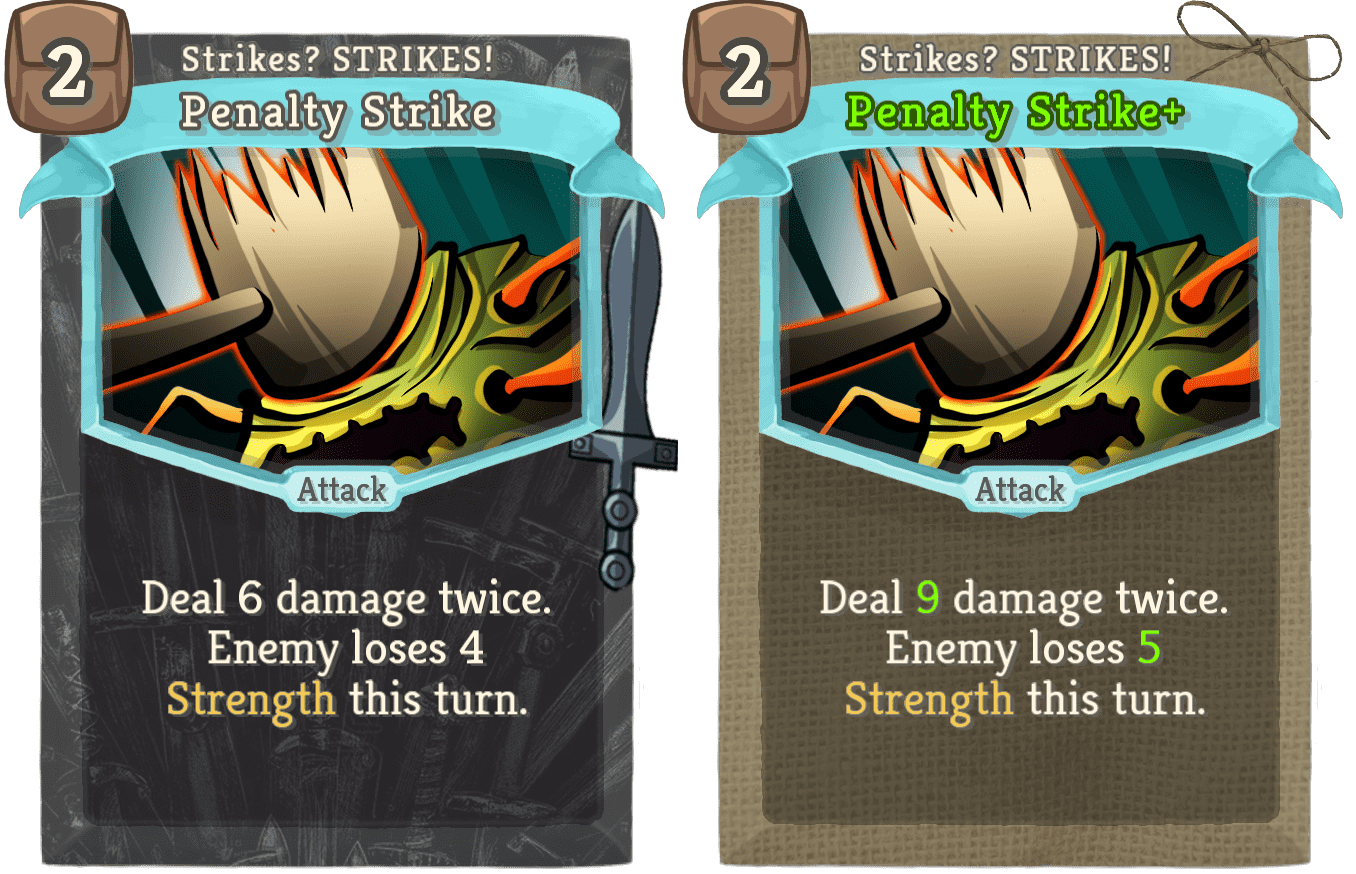 2
Strikes? STRIKES!
Penalty Strike
Attack
Deal 6 damage twice.
Enemy loses 4
Strength this turn.
2
Strikes? STRIKES!
Penalty Strike+
Attack
Deal 9 damage twice.
Enemy loses 5
Strength this turn.